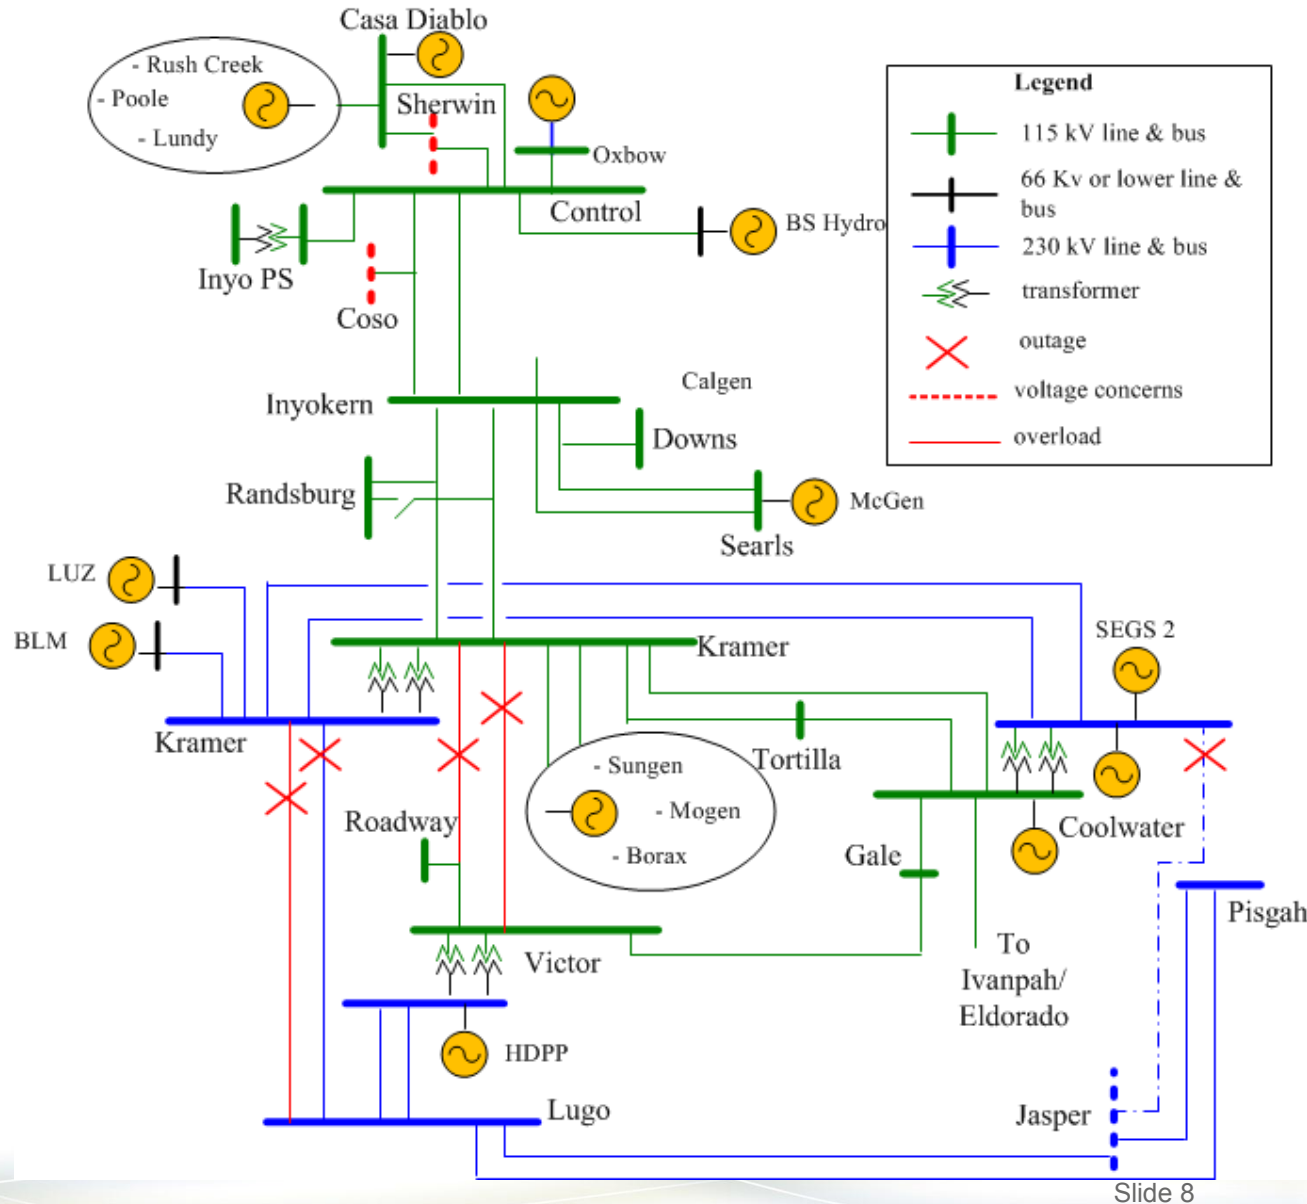 Casa Diablo
- Rush Creek
- Poole
- Lundy
Sherwin
Oxbow
Control
BS Hydro
Inyo PS
Coso
Legend
115 kV line & bus
66 Kv or lower line &
bus
230 kV line & bus
transformer
outage
voltage concerns
overload
Calgen
Inyokern
Downs
Randsburg
McGen
Searls
LUZ
BLM
SEGS 2
Kramer
Kramer
Tortilla
- Sungen
- Mogen
- Borax
Roadway
Coolwater
Gale
Pisgah
Victor
To
Ivanpah/
Eldorado
HDPP
Lugo
Jasper
Slide 8